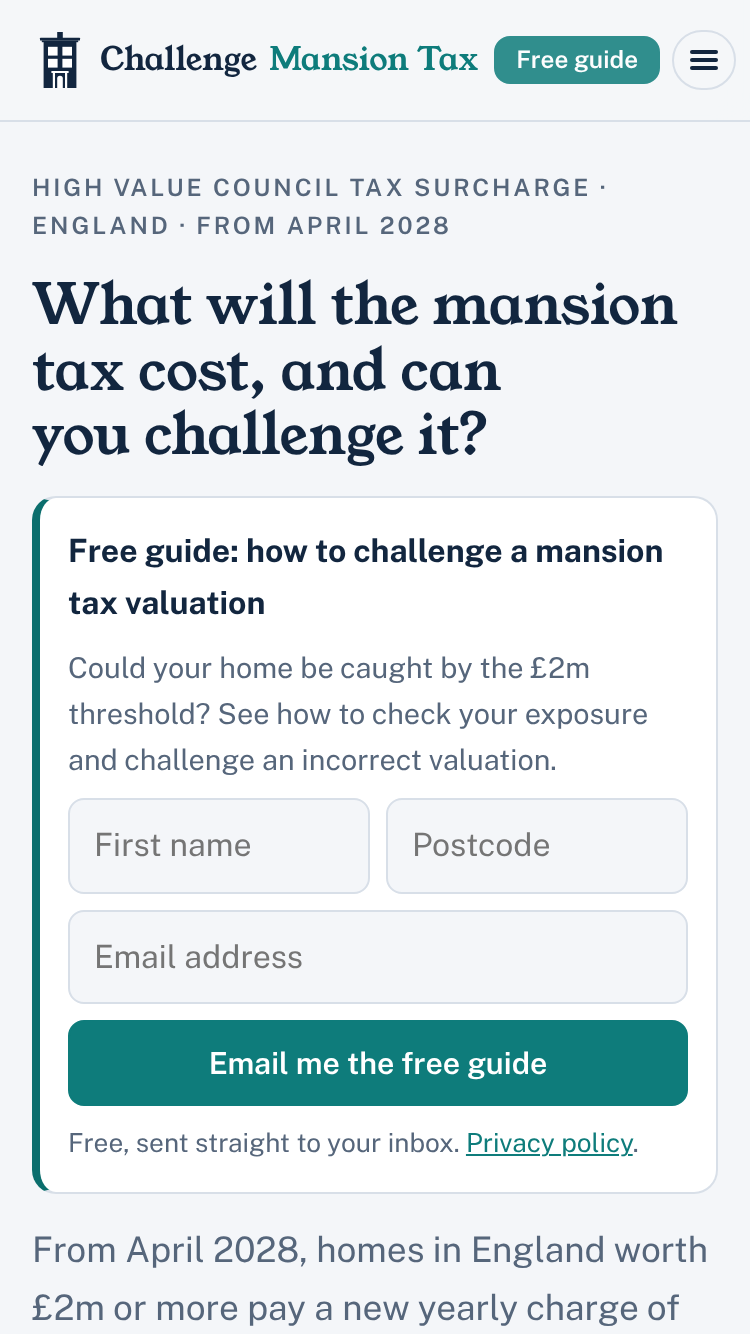 Challenge Mansion Tax
Free guide
HIGH VALUE COUNCIL TAX SURCHARGE ·
ENGLAND · FROM APRIL 2028
What will the mansion
tax cost, and can
you challenge it?
Free guide: how to challenge a mansion
tax valuation
Could your home be caught by the £2m
threshold? See how to check your exposure
and challenge an incorrect valuation.
First name
Postcode
Email address
Email me the free guide
Free, sent straight to your inbox. Privacy policy.
From April 2028, homes in England worth
£2m or more pay a new yearly charge of